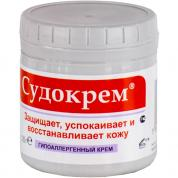 Судокрем®
Защищает, успокаивает и
восстанавливает кожу
ГИПОАЛЛЕРГЕННЫЙ КРЕМ